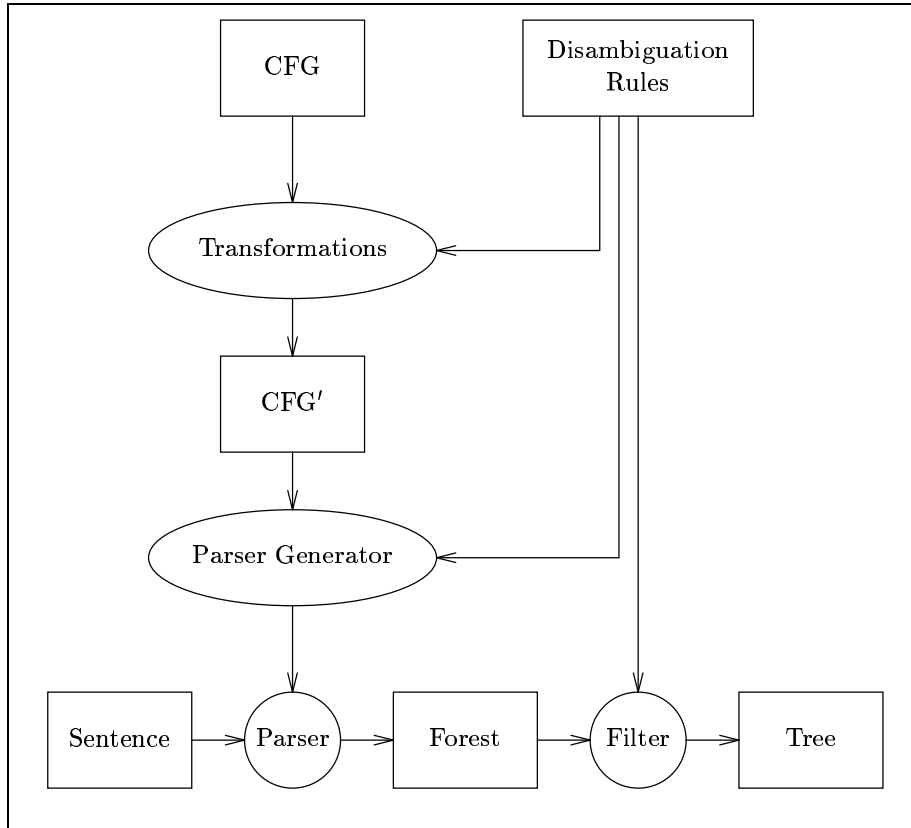 CFG
Disambiguation
Rules
Transformations
CFG′
Parser Generator
Sentence
Parser
Forest
Filter
Tree